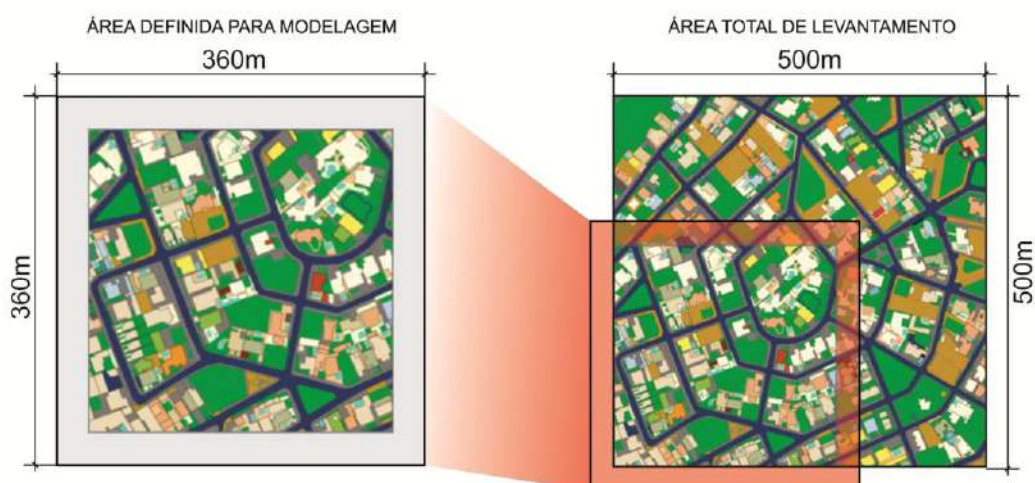 ÁREA DEFINIDA PARA MODELAGEM
360m
360m
ÁREA TOTAL DE LEVANTAMENTO
500m
500m